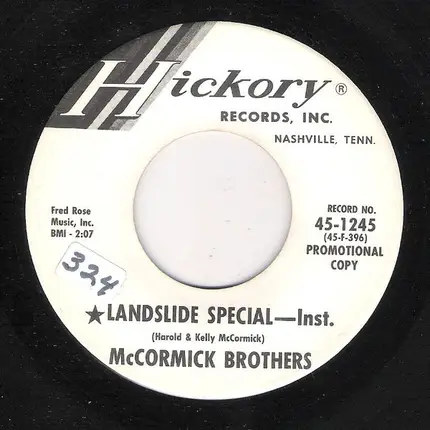 Hickory®
RECORDS, INC.
NASHVILLE, TENN.
Fred Rose
Music, Inc.
BMI - 2:07
RECORD NO.
45-1245
(45-F-396)
PROMOTIONAL
COPY
324
★LANDSLIDE SPECIAL—Inst.
(Harold & Kelly McCormick)
McCORMICK BROTHERS